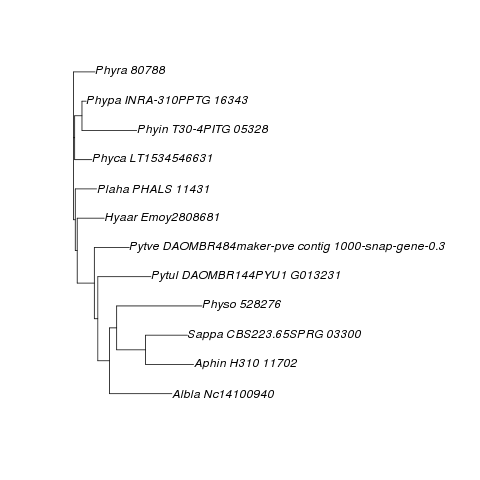 Phyra 80788
Phypa INRA-310PPTG 16343
Phyin T30-4PITG 05328
Phyca LT1534546631
Plaha PHALS 11431
Hyaar Emoy2808681
Pytve DAOMBR484maker-pve contig 1000-snap-gene-0.3
Pytul DAOMBR144PYU1 G013231
Physo 528276
Sappa CBS223.65SPRG 03300
Aphin H310 11702
Albla Nc14100940